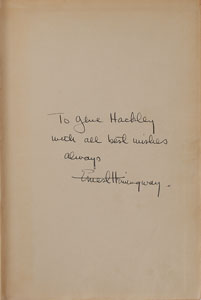 To Gene Hackley
with all best wishes
always
Ernest Hemingway.